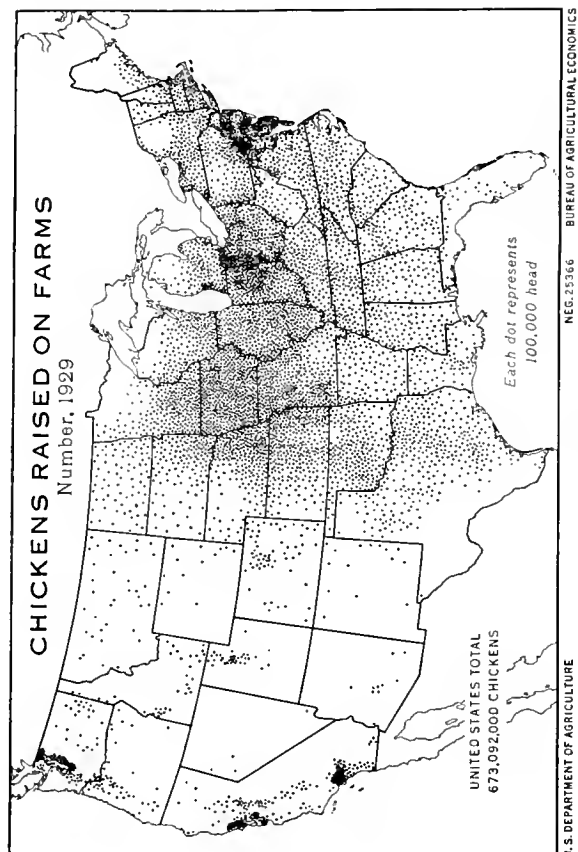 CHICKENS RAISED ON FARMS
Number, 1929
Each dot represents
100,000 head
UNITED STATES TOTAL
673,092,000 CHICKENS
U. S. DEPARTMENT OF AGRICULTURE
NEG. 25366
BUREAU OF AGRICULTURAL ECONOMICS